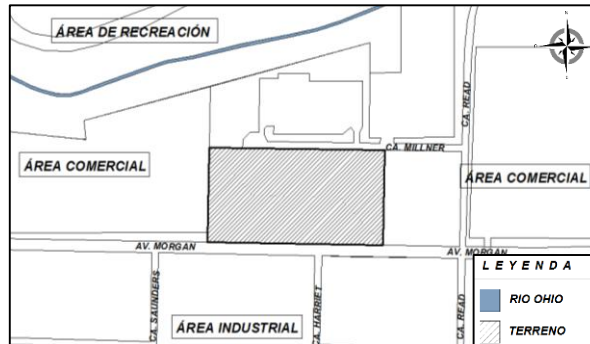 ÁREA DE RECREACIÓN
CA. READ
CA. MILLNER
ÁREA COMERCIAL
ÁREA COMERCIAL
AV. MORGAN
AV. MORGAN
CA. SAUNDERS
CA. HARRIET
CA. READ
ÁREA INDUSTRIAL
LEYENDA
RIO OHIO
TERRENO